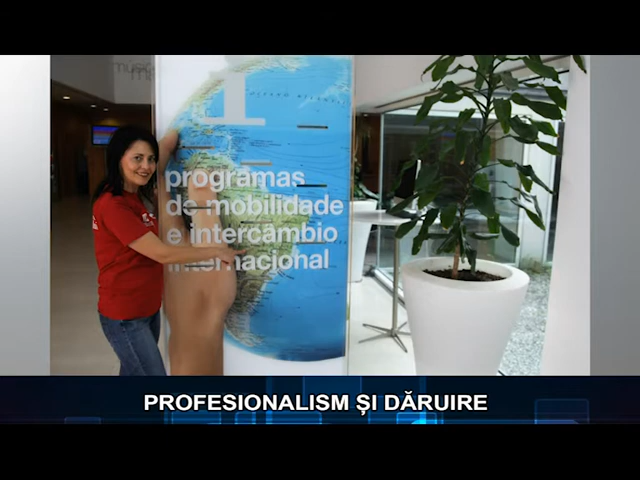 programas
de mobilidade
e intercâmbio
internacional
PROFESIONALISM ȘI DĂRUIRE